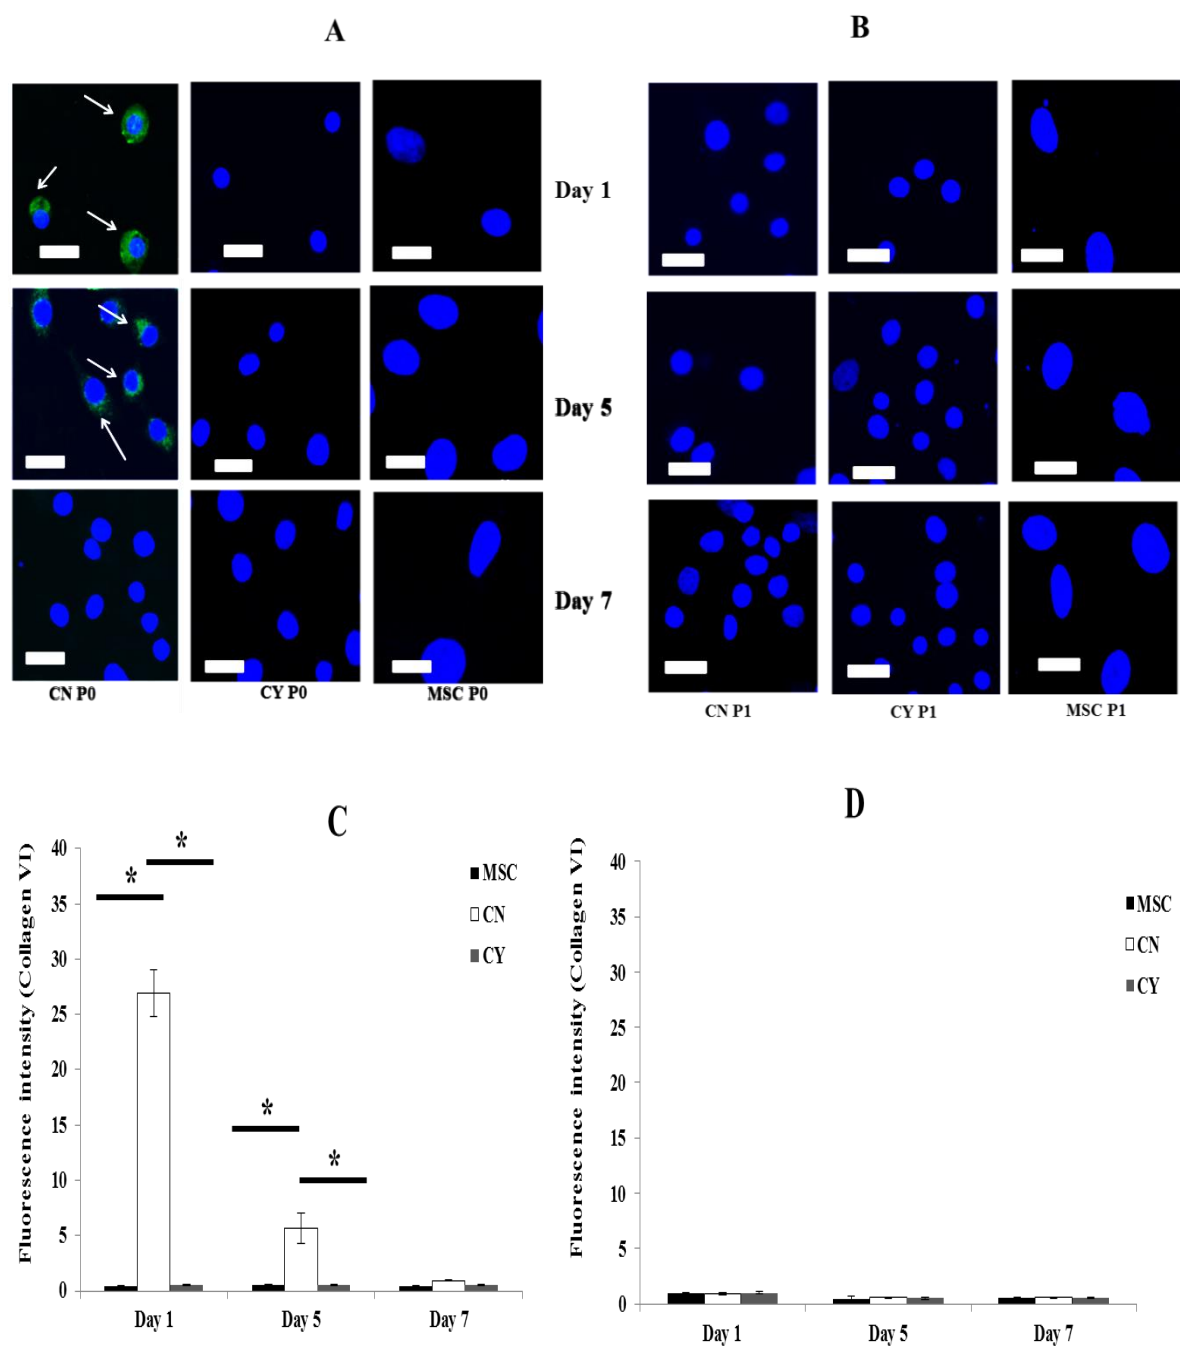 A
B
Day 1
Day 5
Day 7
CN P0
CY P0
MSC P0
CN P1
CY P1
MSC P1
C
D
Fluorescence intensity (Collagen VI)
40
35
30
25
20
15
10
5
0
*
*
*
*
MSC
CN
CY
Day 1
Day 5
Day 7
Fluorescence intensity (Collagen VI)
40
35
30
25
20
15
10
5
0
MSC
CN
CY
Day 1
Day 5
Day 7